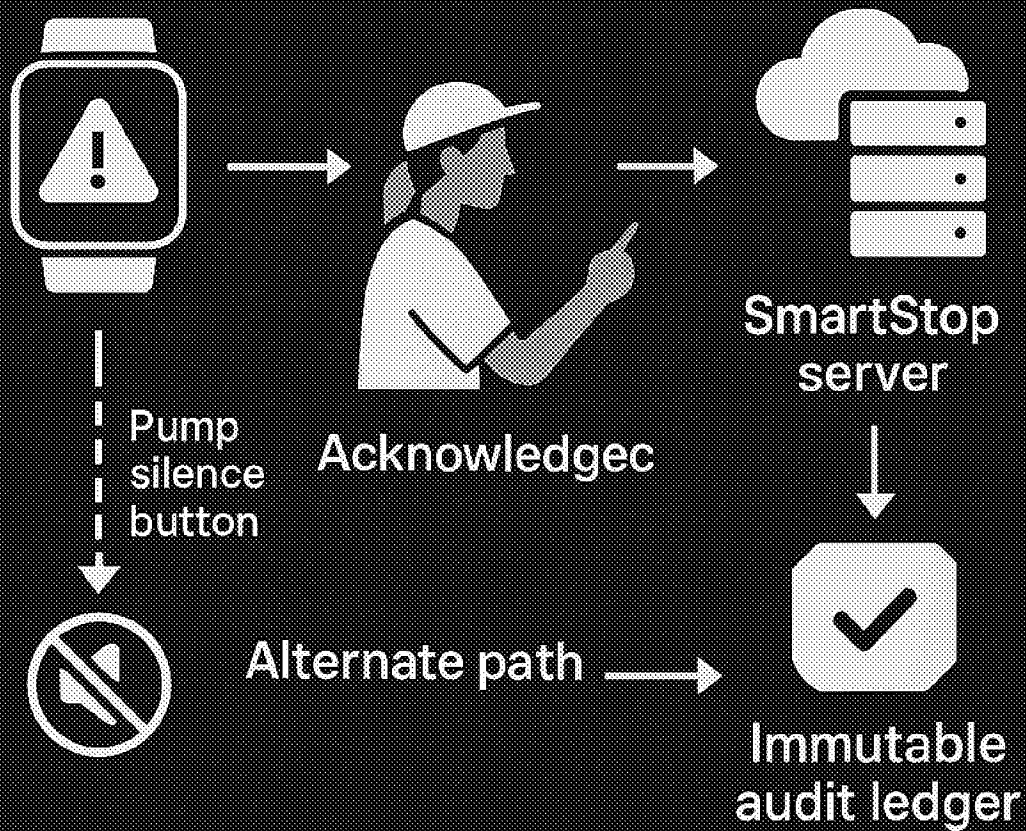 SmartStop
server
Pump
silence
button
Acknowledgec
Alternate path
Immutable
audit ledger